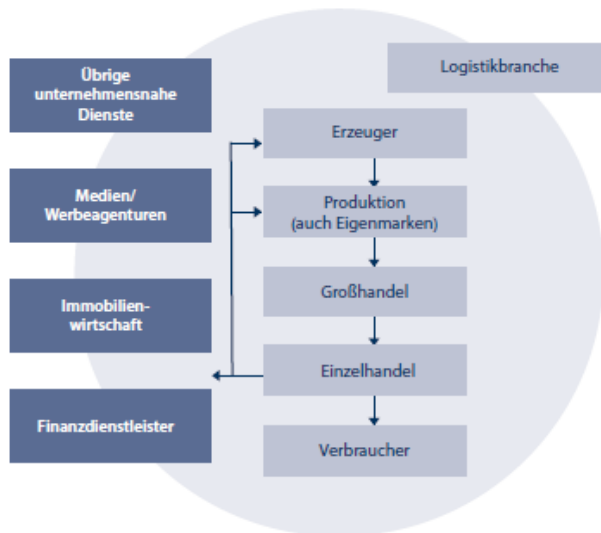 Übrige
unternehmensnahe
Dienste
Medien/
Werbeagenturen
Immobilien-
wirtschaft
Finanzdienstleister
Logistikbranche
Erzeuger
Produktion
(auch Eigenmarken)
Großhandel
Einzelhandel
Verbraucher